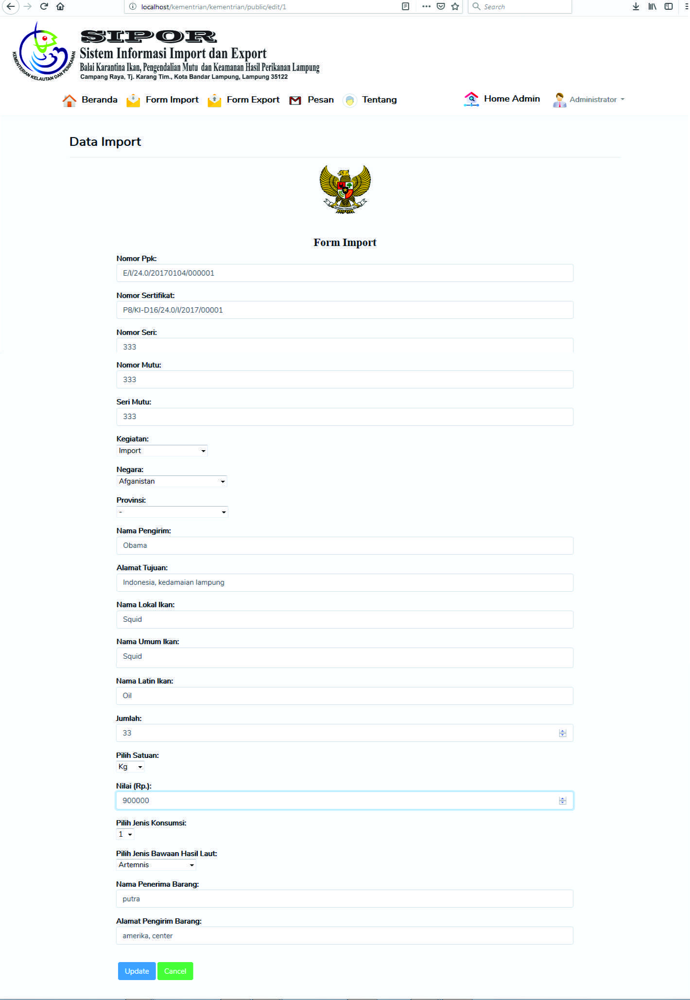 localhost/kementrian/kementrian/public/edit/1
Search
KEMENTERIAN KELAUTAN DAN PERIKANAN
SIPOR
Sistem Informasi Import dan Export
Balai Karantina Ikan, Pengendalian Mutu dan Keamanan Hasil Perikanan Lampung
Campang Raya, Tj. Karang Tim., Kota Bandar Lampung, Lampung 35122
Beranda Form Import Form Export Pesan Tentang Home Admin Administrator
Data Import
Form Import
Nomor Ppk:
E/I/24.0/20170104/000001
Nomor Sertifikat:
P8/KI-D16/24.0/I/2017/00001
Nomor Seri:
333
Nomor Mutu:
333
Seri Mutu:
333
Kegiatan:
Import
Negara:
Afganistan
Provinsi:
-
Nama Pengirim:
Obama
Alamat Tujuan:
Indonesia, kedamaian lampung
Nama Lokal Ikan:
Squid
Nama Umum Ikan:
Squid
Nama Latin Ikan:
Oil
Jumlah:
33
Pilih Satuan:
Kg
Nilai (Rp.):
900000
Pilih Jenis Konsumsi:
1
Pilih Jenis Bawaan Hasil Laut:
Artemnis
Nama Penerima Barang:
putra
Alamat Pengirim Barang:
amerika, center
Update Cancel